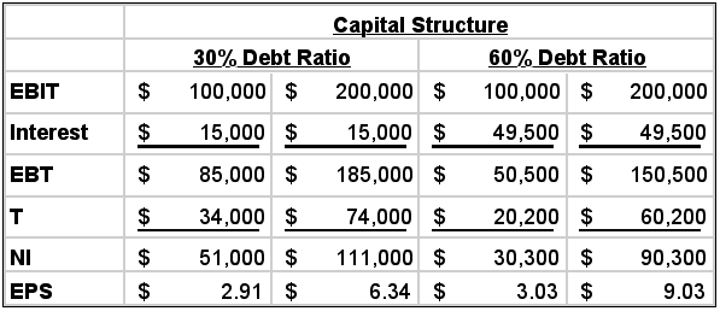 Capital Structure
30% Debt Ratio 60% Debt Ratio
EBIT $ 100,000 $ 200,000 $ 100,000 $ 200,000
Interest $ 15,000 $ 15,000 $ 49,500 $ 49,500
EBT $ 85,000 $ 185,000 $ 50,500 $ 150,500
T $ 34,000 $ 74,000 $ 20,200 $ 60,200
NI $ 51,000 $ 111,000 $ 30,300 $ 90,300
EPS $ 2.91 $ 6.34 $ 3.03 $ 9.03